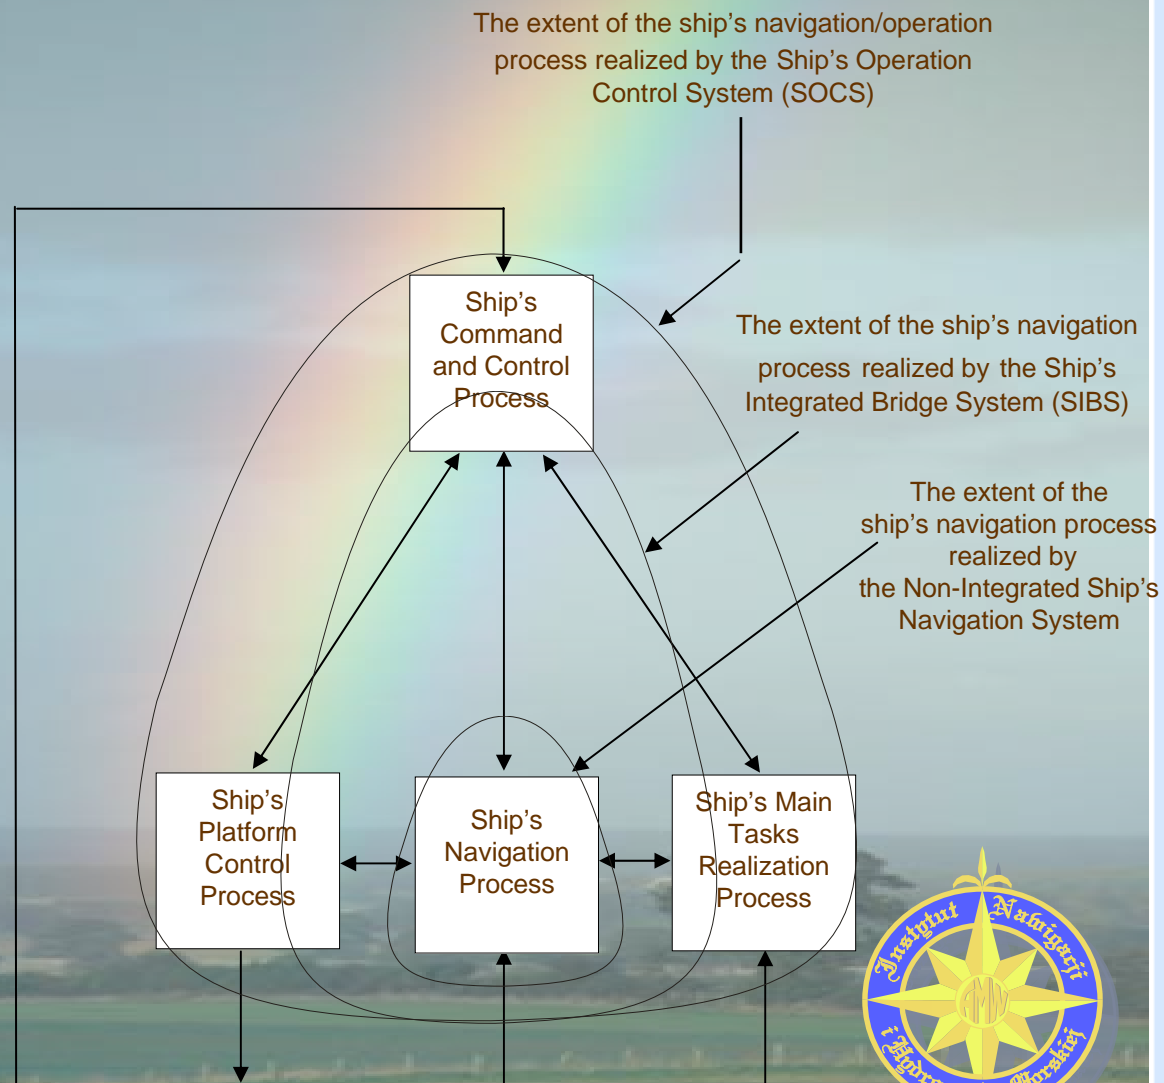 The extent of the ship's navigation/operation
process realized by the Ship's Operation
Control System (SOCS)
Ship's
Command
and Control
Process
The extent of the ship's navigation
process realized by the Ship's
Integrated Bridge System (SIBS)
The extent of the
ship's navigation process
realized by
the Non-Integrated Ship's
Navigation System
Ship's
Platform
Control
Process
Ship's
Navigation
Process
Ship's Main
Tasks
Realization
Process
Instytut Nawigacji
AMW